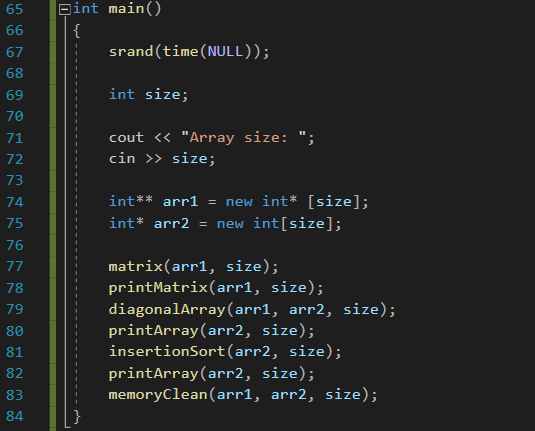 65 int main()
66 {
67 srand(time(NULL));
68
69 int size;
70
71 cout << "Array size: ";
72 cin >> size;
73
74 int** arr1 = new int* [size];
75 int* arr2 = new int[size];
76
77 matrix(arr1, size);
78 printMatrix(arr1, size);
79 diagonalArray(arr1, arr2, size);
80 printArray(arr2, size);
81 insertionSort(arr2, size);
82 printArray(arr2, size);
83 memoryClean(arr1, arr2, size);
84 }